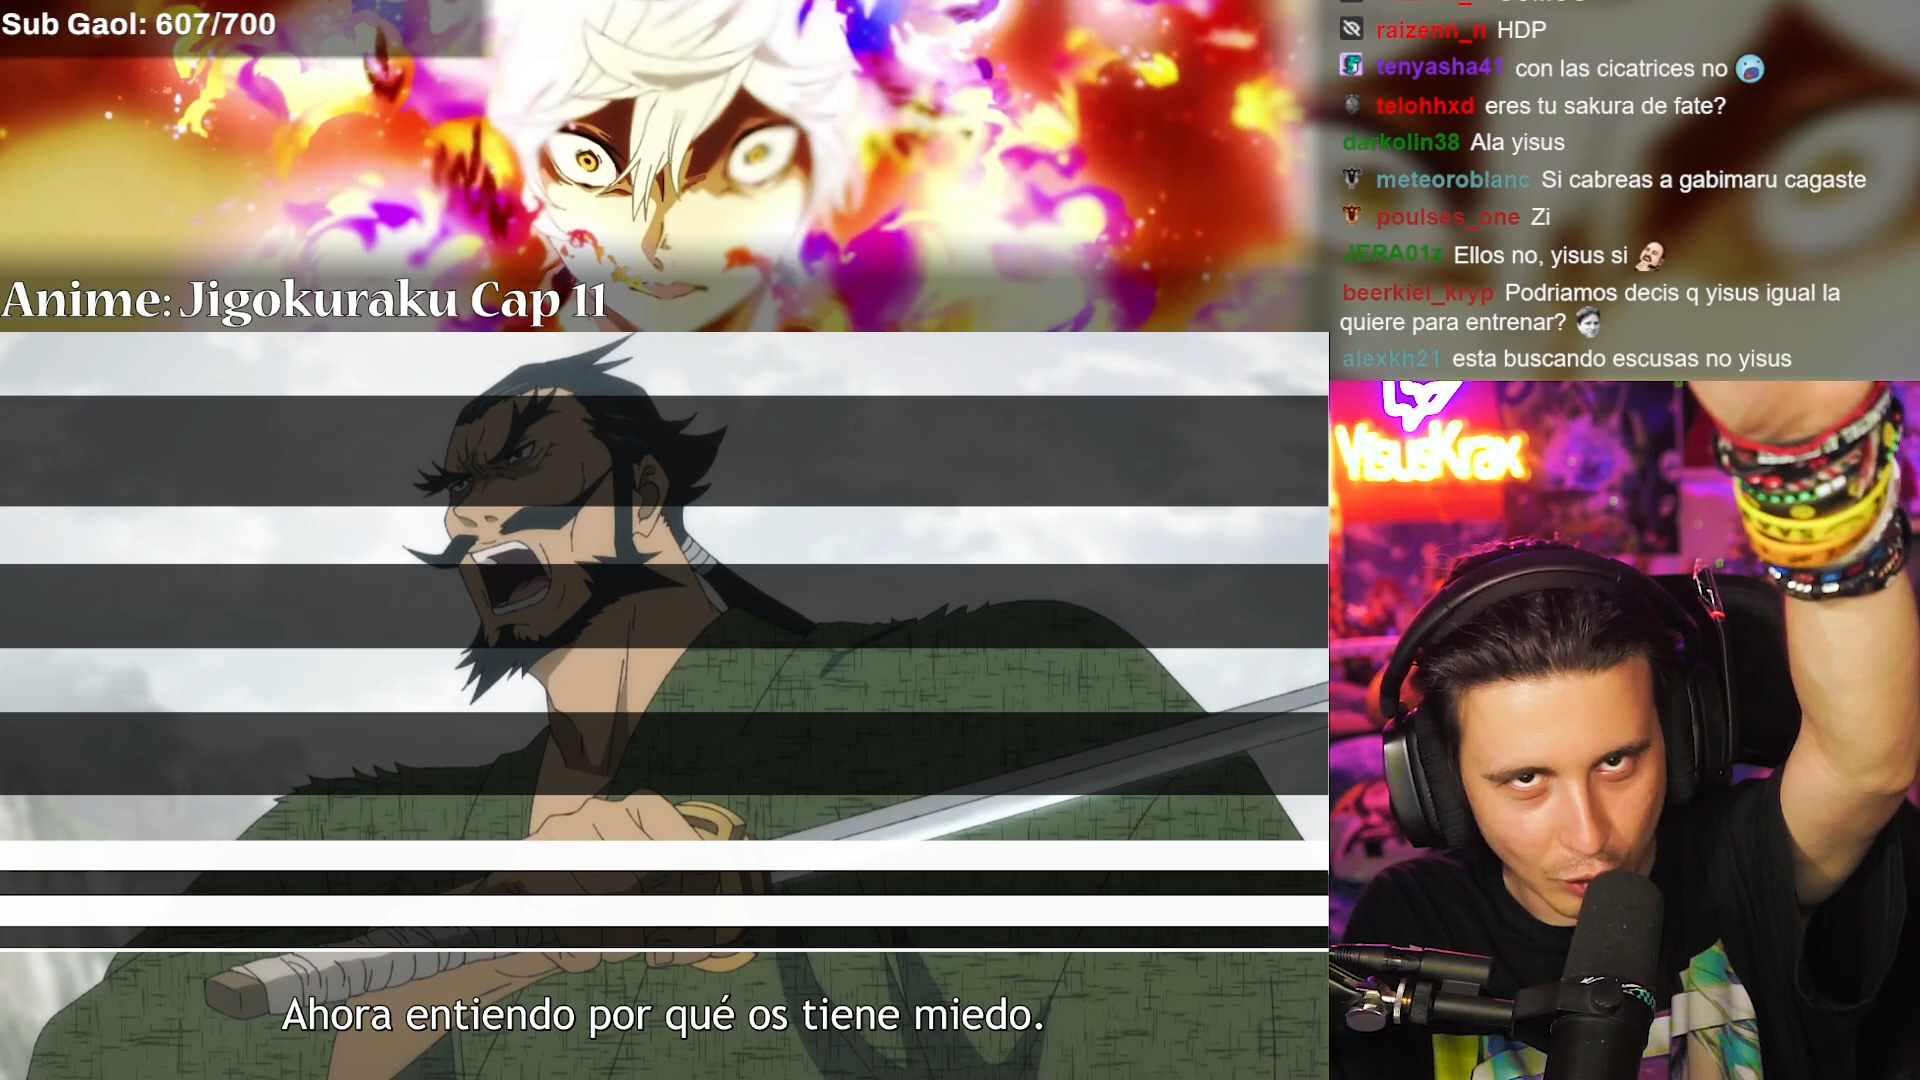 Sub Gaol: 607/700
Anime: Jigokuraku Cap 11
raizenn_n HDP
tenyasha41 con las cicatrices no
telohhxd eres tu sakura de fate?
darkolin38 Ala yisus
meteoroblanc Si cabreas a gabimaru cagaste
poulses_one Zi
JERA01z Ellos no, yisus si
beerkiel_kryp Podriamos decis q yisus igual la
quiere para entrenar?
alexkh21 esta buscando escusas no yisus
YisusKrax
Ahora entiendo por qué os tiene miedo.